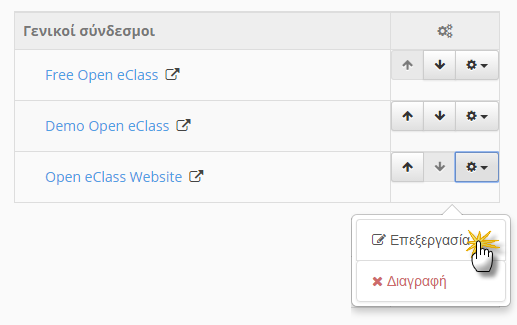 Γενικοί σύνδεσμοι
Free Open eClass
Demo Open eClass
Open eClass Website
Επεξεργασία
Διαγραφή